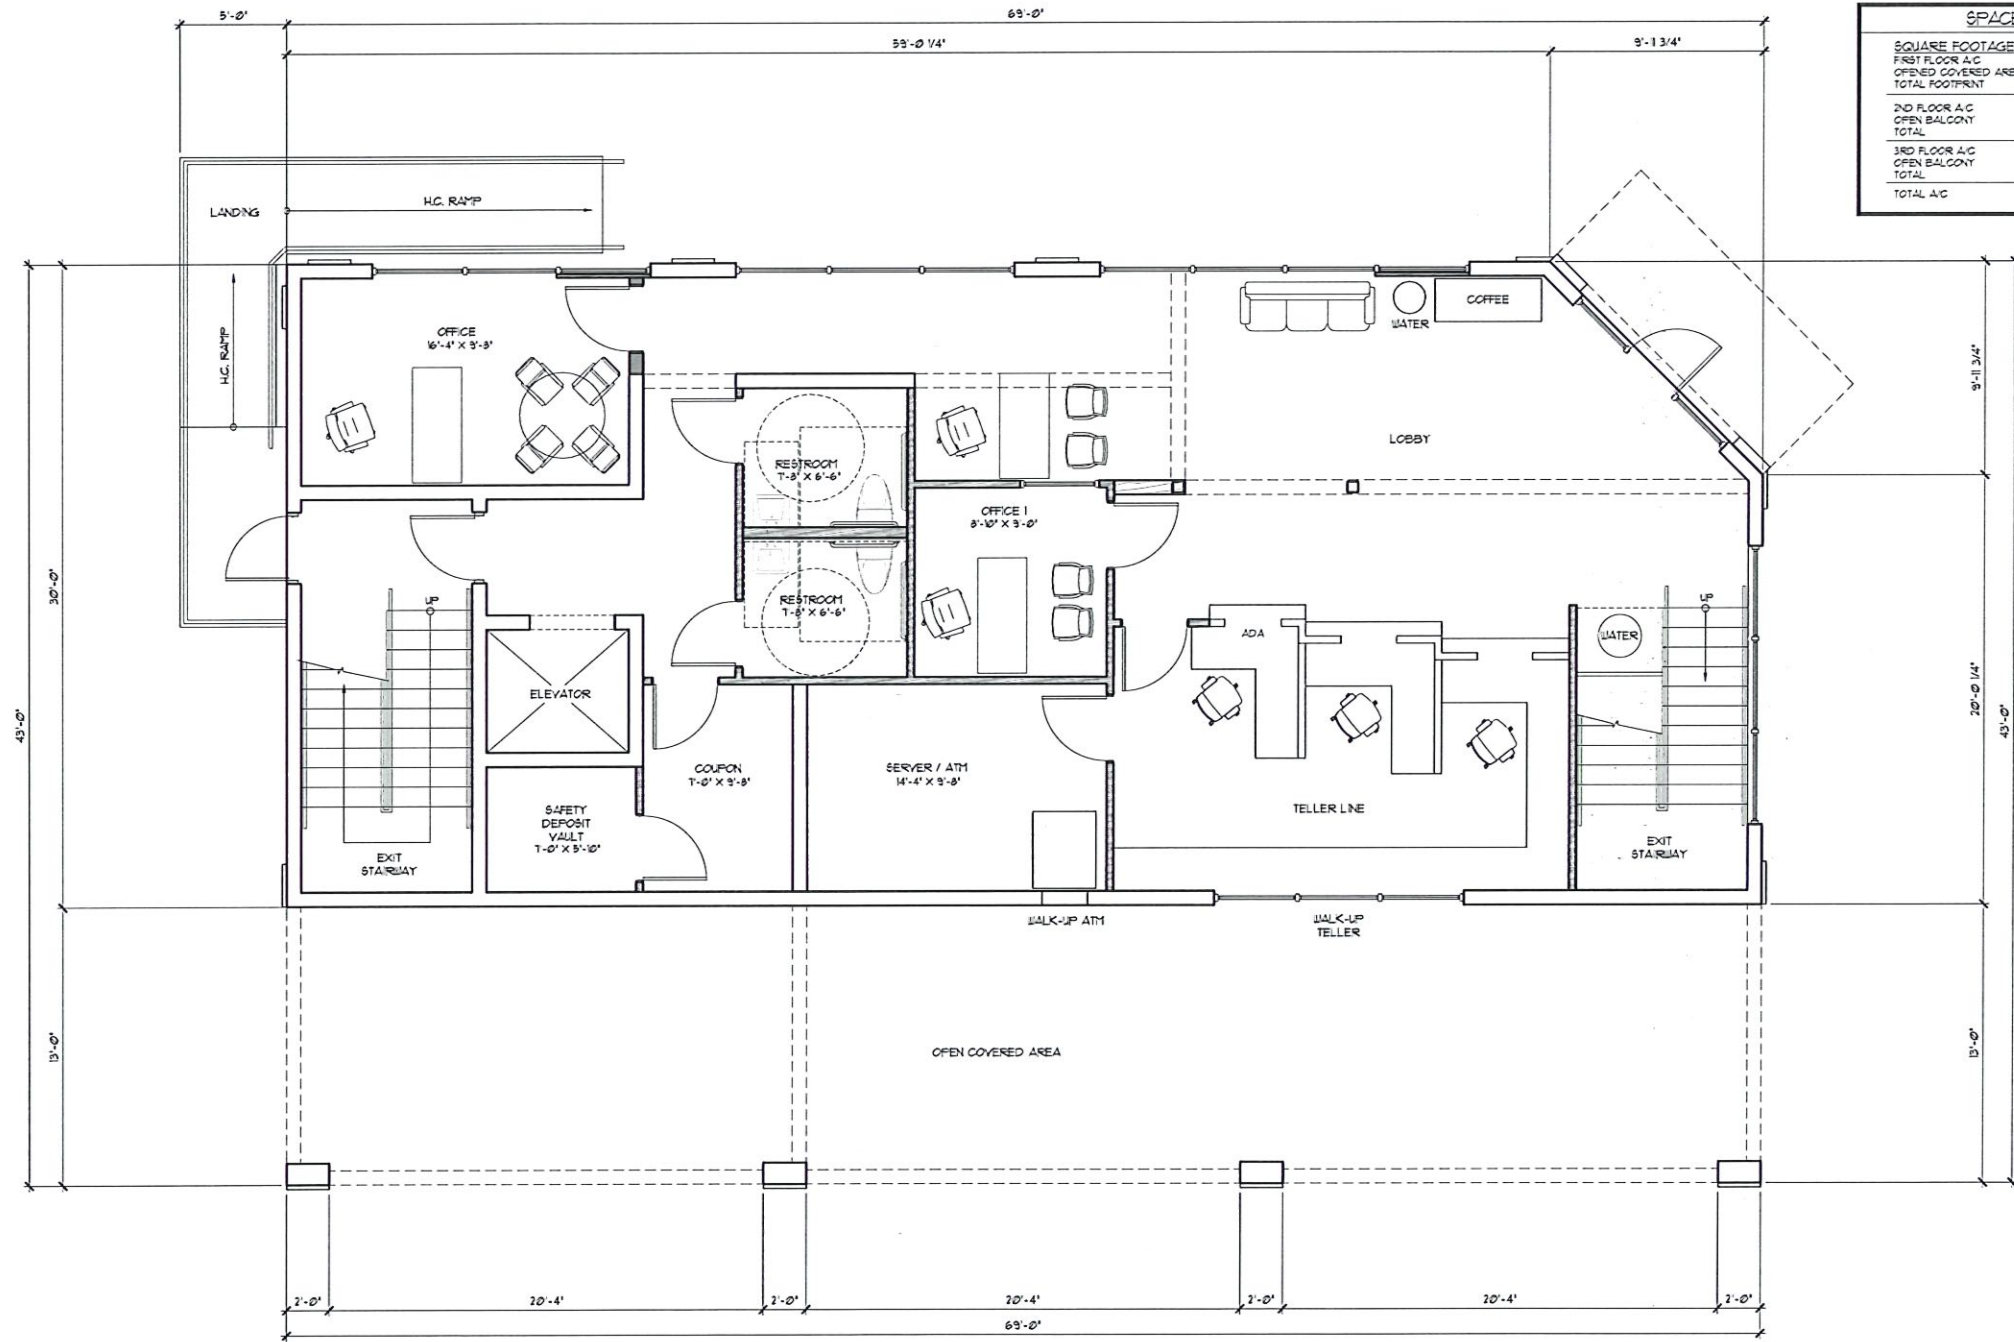 5'-0"
69'-0"
59'-0 1/4"
9'-11 3/4"
SQUARE FOOTAGE
FIRST FLOOR A/C
TOTAL FOOTPRINT
2ND FLOOR A/C
OPEN BALCONY
TOTAL
3RD FLOOR A/C
OPEN BALCONY
TOTAL
TOTAL A/C
LANDING
H.C. RAMP
H.C. RAMP
OFFICE
16'-4" X 9'-8"
WATER
COFFEE
LOBBY
9'-11 3/4"
RESTROOM
7'-8" X 6'-6"
RESTROOM
7'-8" X 6'-6"
OFFICE 1
8'-10" X 9'-0"
30'-0"
43'-0"
UP
ELEVATOR
ADA
WATER
UP
20'-0 1/4"
43'-0"
COUPON
7'-0" X 9'-8"
SERVER / ATM
14'-4" X 9'-8"
SAFETY
DEPOSIT
VAULT
7'-0" X 5'-10"
TELLER LINE
EXIT
STAIRWAY
EXIT
STAIRWAY
WALK-UP ATM
WALK-UP
TELLER
13'-0"
OPEN COVERED AREA
13'-0"
2'-0"
20'-4"
2'-0"
20'-4"
2'-0"
20'-4"
2'-0"
69'-0"